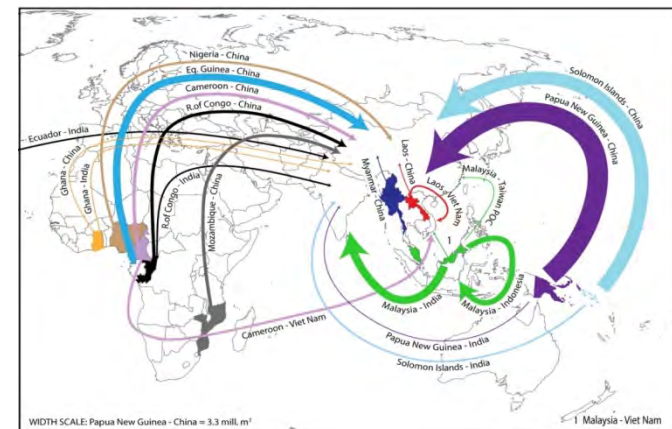 Nigeria - China
Eq. Guinea - China
Cameroon - China
R.of Congo - China
Ecuador - India
Ghana - China
Ghana - India
R.of Congo - India
Mozambique - China
Cameroon - Viet Nam
Myanmar - China
Laos - China
Laos - Viet Nam
Malaysia -
Taiwan POC
1
Malaysia - India
Malaysia - Indonesia
Solomon Islands - China
Papua New Guinea - China
Papua New Guinea - India
Solomon Islands - India
WIDTH SCALE: Papua New Guinea - China = 3.3 mill. m³
1 Malaysia - Viet Nam